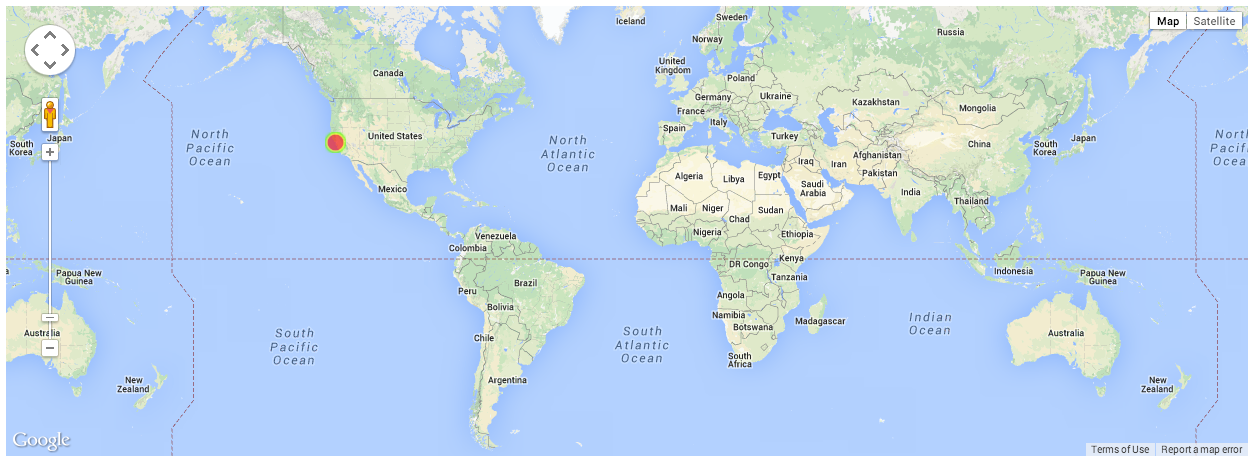 Iceland
Sweden
Map
Satellite
Russia
Norway
United
Kingdom
Canada
Poland
Germany
Ukraine
Kazakhstan
Mongolia
France
Italy
Spain
Turkey
North
Pacific
Ocean
United States
North
Atlantic
Ocean
Japan
South
Korea
China
Japan
South
Korea
North
Iraq
Iran
Afghanistan
Pakistan
Algeria
Libya
Egypt
Saudi
Arabia
India
Mexico
Thailand
Mali
Niger
Chad
Sudan
Nigeria
Ethiopia
Venezuela
Colombia
DR Congo
Kenya
Papua New
Guinea
Indonesia
Papua New
Guinea
Tanzania
Peru
Brazil
Angola
Bolivia
Namibia
Botswana
Madagascar
Indian
Ocean
Australia
South
Pacific
Ocean
Chile
South
Atlantic
Ocean
Australia
South
Africa
New
Zealand
Argentina
New
Zealand
Google
Terms of Use
Report a map error